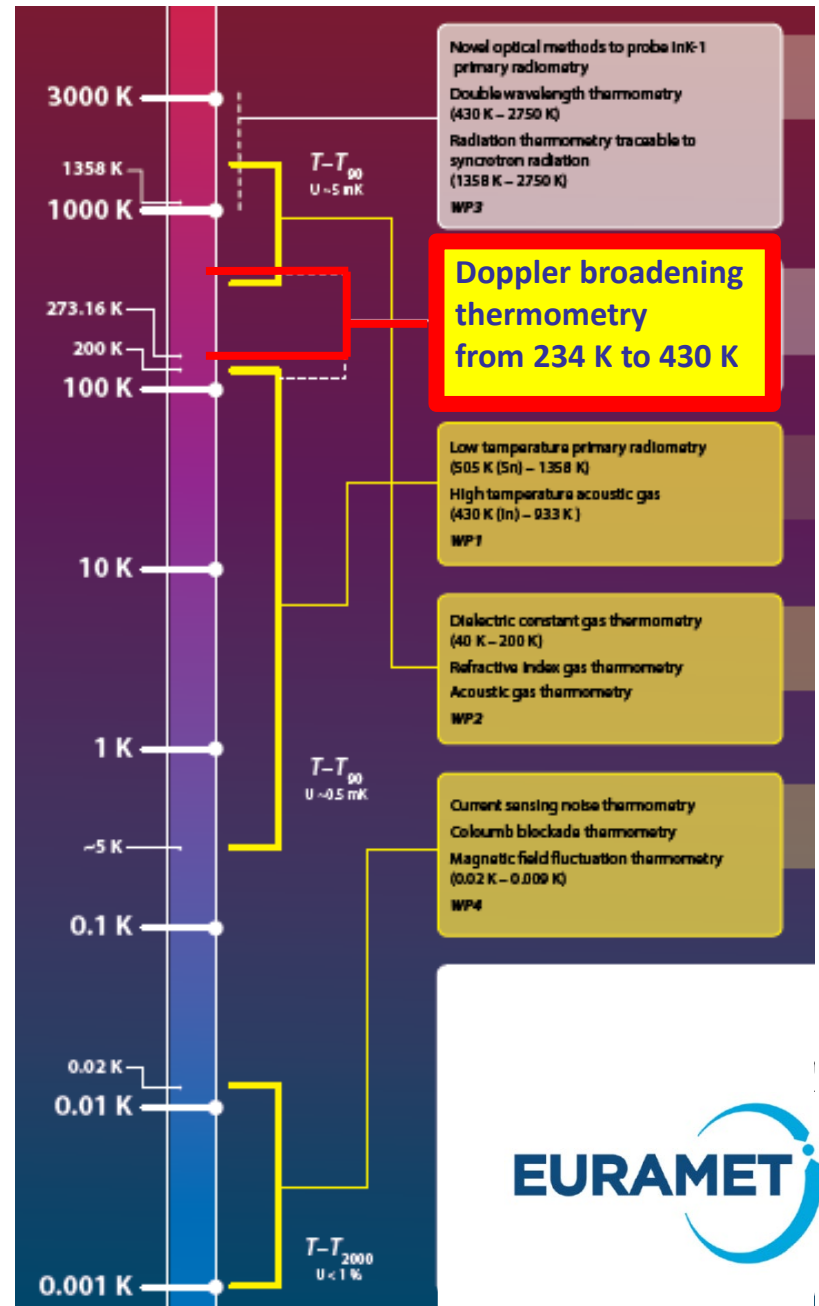 3000 K
1358 K
1000 K
273.16 K
200 K
100 K
10 K
1 K
~5 K
0.1 K
0.02 K
0.01 K
0.001 K
T–T90
U ~5 mK
T–T90
U ~0.5 mK
T–T2000
U < 1 %
Novel optical methods to probe InK-1
primary radiometry
Double wavelength thermometry
(430 K – 2750 K)
Radiation thermometry traceable to
syncrotron radiation
(1358 K – 2750 K)
WP3
Doppler broadening
thermometry
from 234 K to 430 K
Low temperature primary radiometry
(505 K (Sn) – 1358 K)
High temperature acoustic gas
(430 K (In) – 933 K )
WP1
Dielectric constant gas thermometry
(40 K – 200 K)
Refractive index gas thermometry
Acoustic gas thermometry
WP2
Current sensing noise thermometry
Coloumb blockade thermometry
Magnetic field fluctuation thermometry
(0.02 K – 0.009 K)
WP4
EURAMET